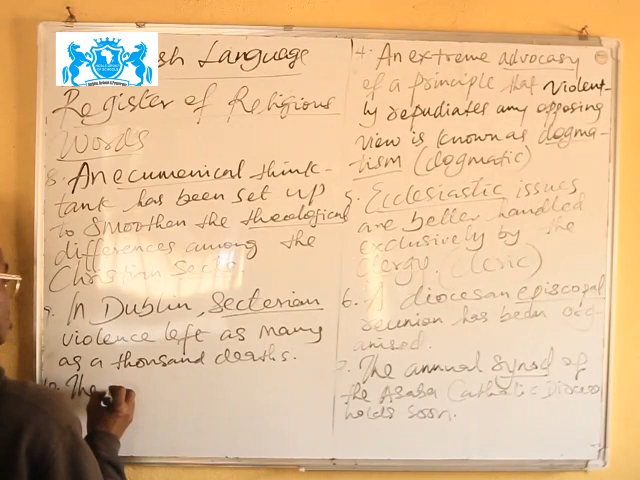 sh Language
Register of Religious
Words
8. An ecumenical think-
tank has been set up
to smoothen the theological
differences among the
Christian Sects.
9. In Dublin, Secterian
violence left as many
as a thousand deaths.
10. The
4. An extreme advocacy
of a principle that violent-
ly repudiates any opposing
view is known as dogma-
tism (dogmatic)
5. Ecclesiastic issues
are better handled
exclusively by the
Clergy (cleric)
6. A diocesan episcopal
reunion has been org-
anised.
7. The annual synod of
the Asaba Catholic Diocese
holds soon.